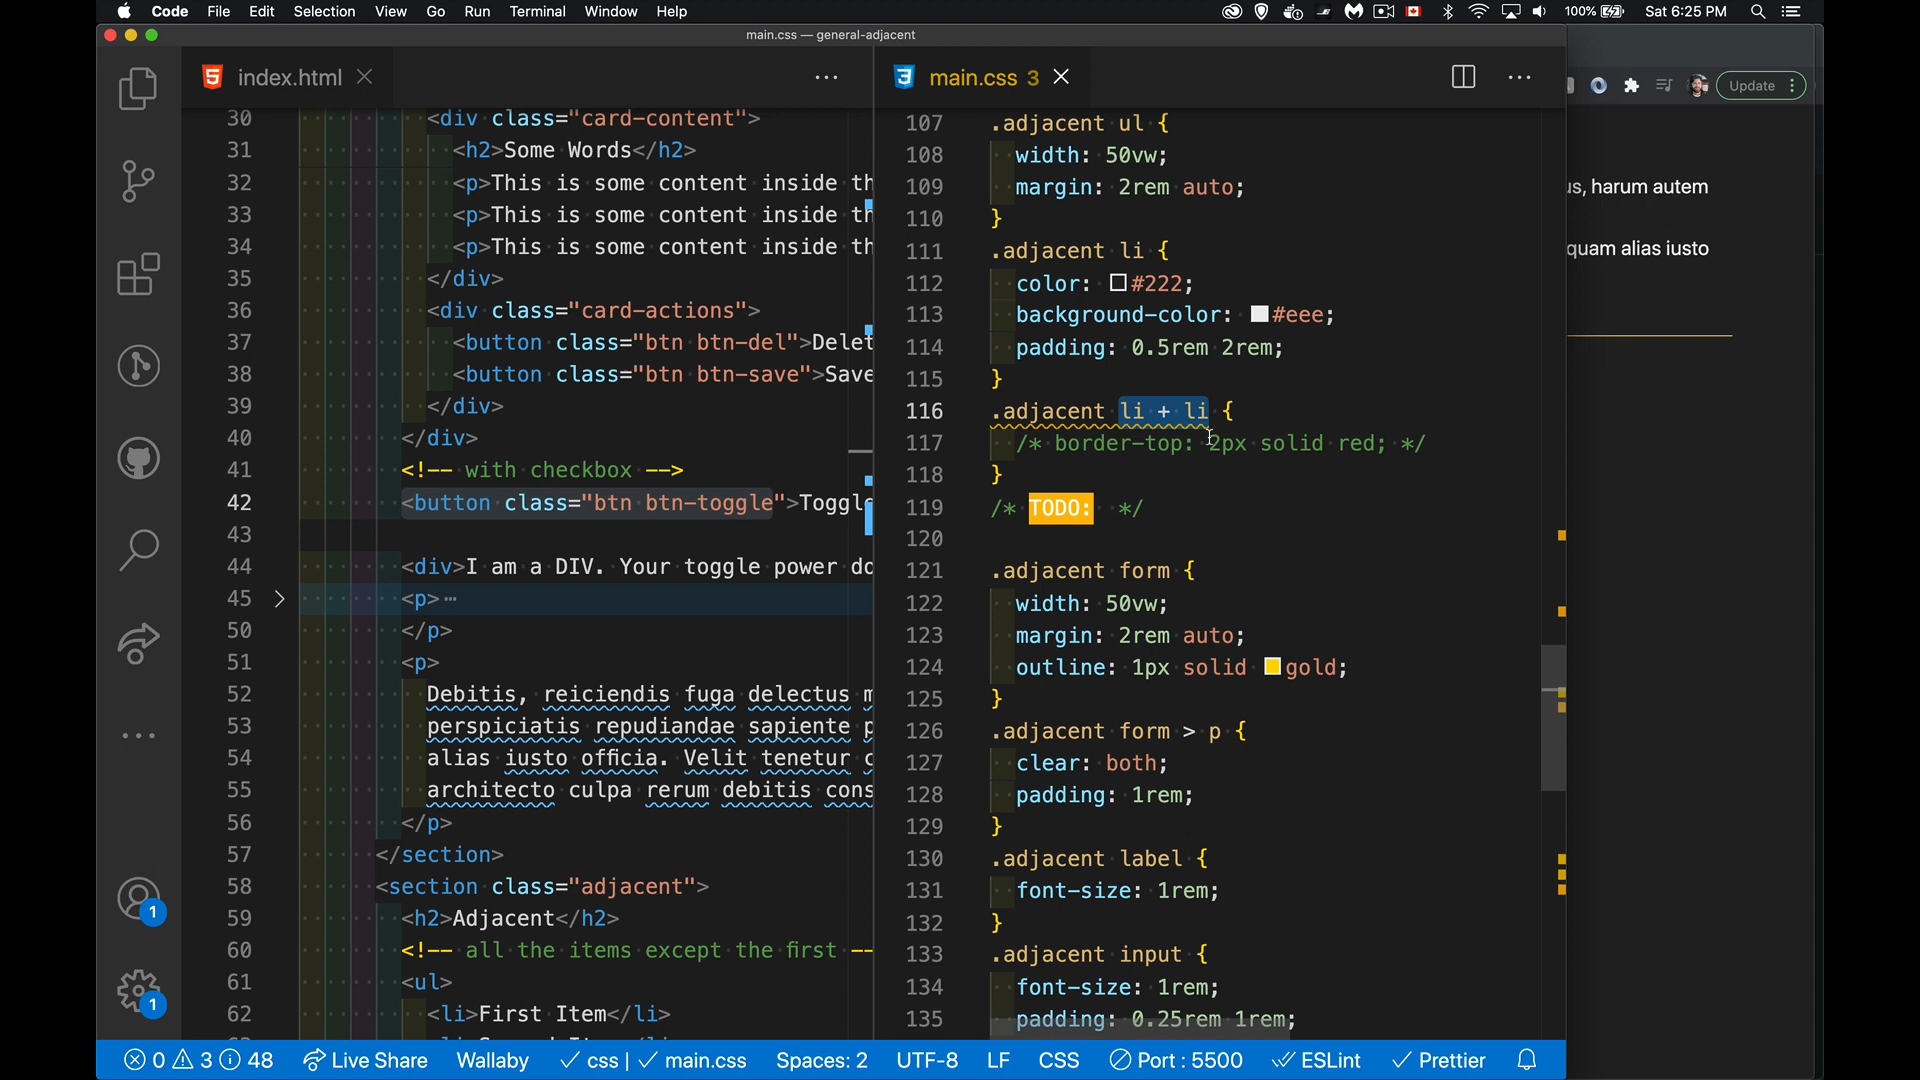 Code File Edit Selection View Go Run Terminal Window Help
100% Sat 6:25 PM
main.css — general-adjacent
index.html
main.css 3
Update
30 <div class="card-content">
31 <h2>Some Words</h2>
32 <p>This is some content inside th
33 <p>This is some content inside th
34 <p>This is some content inside th
35 </div>
36 <div class="card-actions">
37 <button class="btn btn-del">Delet
38 <button class="btn btn-save">Save
39 </div>
40 </div>
41 <!-- with checkbox -->
42 <button class="btn btn-toggle">Toggle
43
44 <div>I am a DIV. Your toggle power do
45 <p>
50 </p>
51 <p>
52 Debitis, reiciendis fuga delectus m
53 perspiciatis repudiandae sapiente p
54 alias iusto officia. Velit tenetur c
55 architecto culpa rerum debitis cons
56 </p>
57 </section>
58 <section class="adjacent">
59 <h2>Adjacent</h2>
60 <!-- all the items except the first --
61 <ul>
62 <li>First Item</li>
107 .adjacent ul {
108 width: 50vw;
109 margin: 2rem auto;
110 }
111 .adjacent li {
112 color: #222;
113 background-color: #eee;
114 padding: 0.5rem 2rem;
115 }
116 .adjacent li + li {
117 /* border-top: 2px solid red; */
118 }
119 /* TODO: */
120
121 .adjacent form {
122 width: 50vw;
123 margin: 2rem auto;
124 outline: 1px solid gold;
125 }
126 .adjacent form > p {
127 clear: both;
128 padding: 1rem;
129 }
130 .adjacent label {
131 font-size: 1rem;
132 }
133 .adjacent input {
134 font-size: 1rem;
135 padding: 0.25rem 1rem;
us, harum autem
quam alias iusto
1
1
0 3 48 Live Share Wallaby css | main.css Spaces: 2 UTF-8 LF CSS Port : 5500 ESLint Prettier